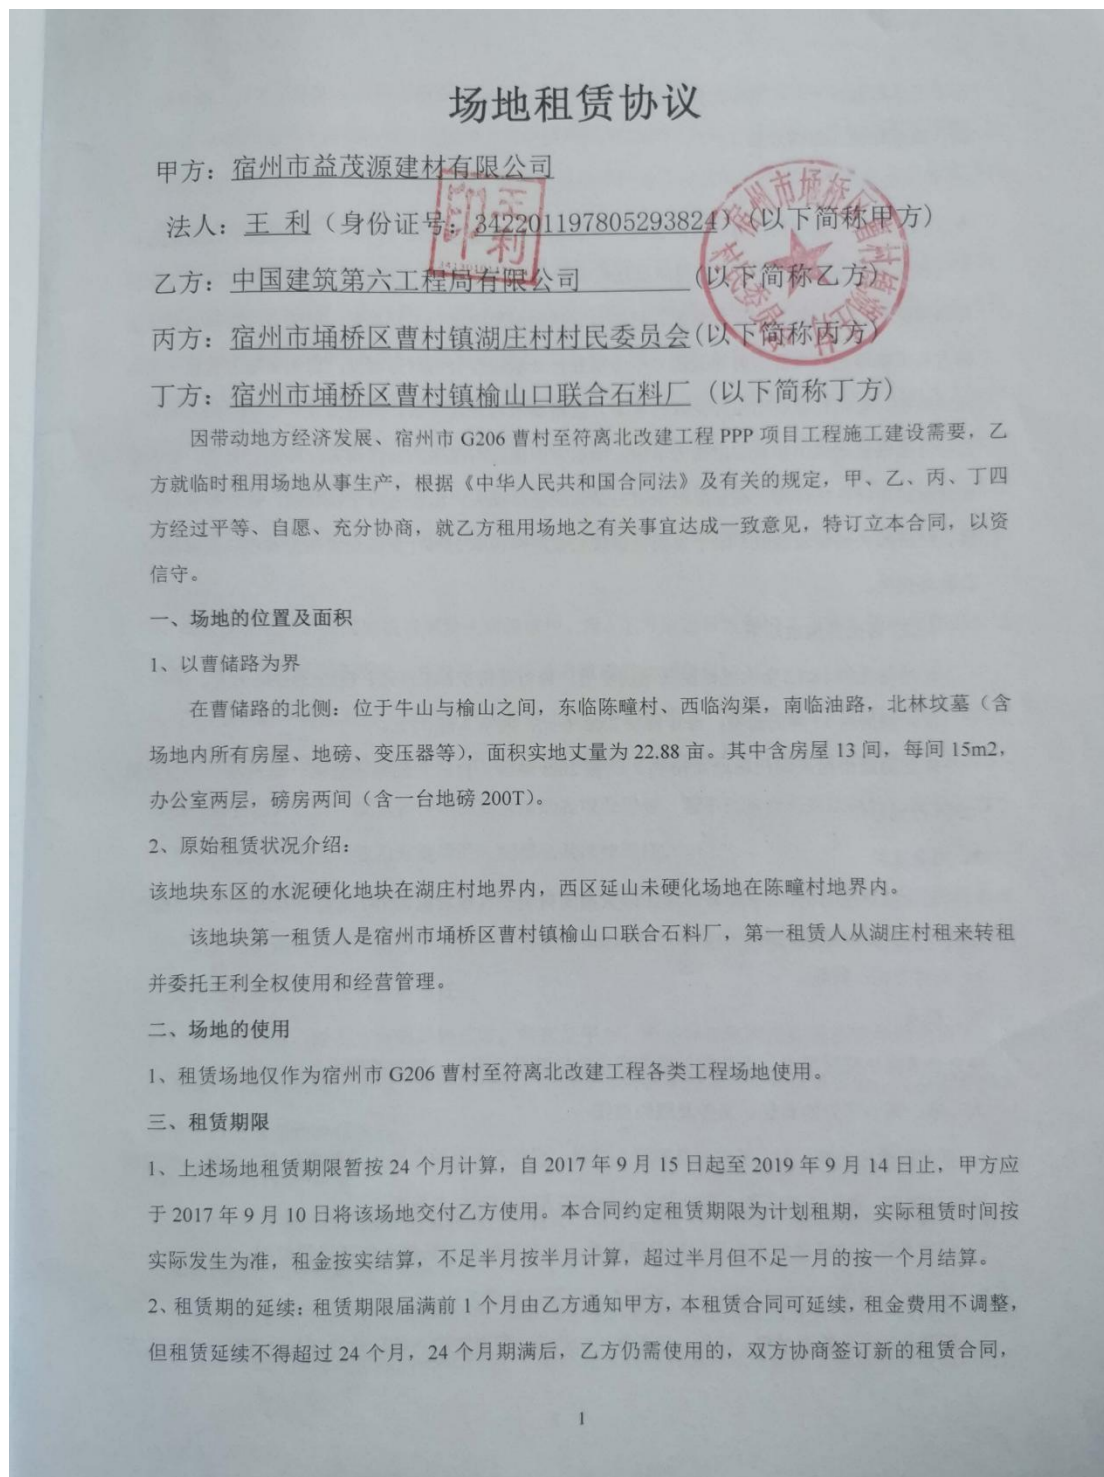 场地租赁协议
甲方：宿州市益茂源建材有限公司
法人：王 利（身份证号：342201197805293824）（以下简称甲方）
乙方：中国建筑第六工程局有限公司 （以下简称乙方）
丙方：宿州市埇桥区曹村镇湖庄村村民委员会(以下简称丙方)
丁方：宿州市埇桥区曹村镇榆山口联合石料厂 (以下简称丁方)
因带动地方经济发展、宿州市 G206 曹村至符离北改建工程 PPP 项目工程施工建设需要，乙
方就临时租用场地从事生产，根据《中华人民共和国合同法》及有关的规定，甲、乙、丙、丁四
方经过平等、自愿、充分协商，就乙方租用场地之有关事宜达成一致意见，特订立本合同，以资
信守。
一、场地的位置及面积
1、以曹储路为界
在曹储路的北侧：位于牛山与榆山之间，东临陈疃村、西临沟渠，南临油路，北林坟墓（含
场地内所有房屋、地磅、变压器等），面积实地丈量为 22.88 亩。其中含房屋 13 间，每间 15m2，
办公室两层，磅房两间（含一台地磅 200T）。
2、原始租赁状况介绍：
该地块东区的水泥硬化地块在湖庄村地界内，西区延山未硬化场地在陈疃村地界内。
该地块第一租赁人是宿州市埇桥区曹村镇榆山口联合石料厂，第一租赁人从湖庄村租来转租
并委托王利全权使用和经营管理。
二、场地的使用
1、租赁场地仅作为宿州市 G206 曹村至符离北改建工程各类工程场地使用。
三、租赁期限
1、上述场地租赁期限暂按 24 个月计算，自 2017 年 9 月 15 日起至 2019 年 9 月 14 日止，甲方应
于 2017 年 9 月 10 日将该场地交付乙方使用。本合同约定租赁期限为计划租期，实际租赁时间按
实际发生为准，租金按实结算，不足半月按半月计算，超过半月但不足一月的按一个月结算。
2、租赁期的延续：租赁期限届满前 1 个月由乙方通知甲方，本租赁合同可延续，租金费用不调整，
但租赁延续不得超过 24 个月，24 个月期满后，乙方仍需使用的，双方协商签订新的租赁合同，
1
王利印
宿州市埇桥区曹村镇湖庄村村民委员会